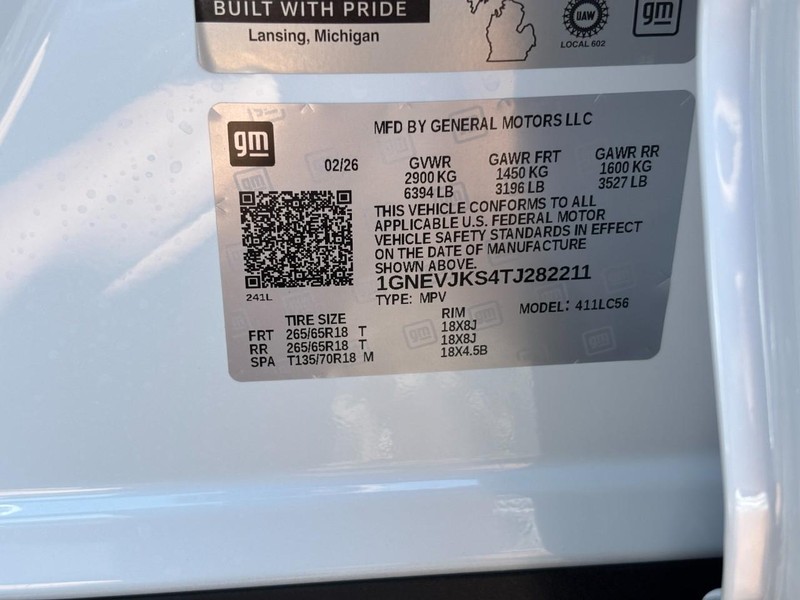 BUILT WITH PRIDE
Lansing, Michigan
UAW
LOCAL 602
gm
gm
MFD BY GENERAL MOTORS LLC
02/26
GVWR GAWR FRT GAWR RR
2900 KG 1450 KG 1600 KG
6394 LB 3196 LB 3527 LB
THIS VEHICLE CONFORMS TO ALL
APPLICABLE U.S. FEDERAL MOTOR
VEHICLE SAFETY STANDARDS IN EFFECT
ON THE DATE OF MANUFACTURE
SHOWN ABOVE.
1GNEVJKS4TJ282211
TYPE: MPV MODEL: 411LC56
241L
TIRE SIZE RIM
FRT 265/65R18 T 18X8J
RR 265/65R18 T 18X8J
SPA T135/70R18 M 18X4.5B